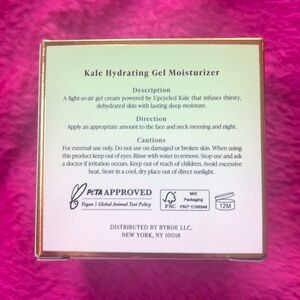 Kale Hydrating Gel Moisturizer
Description
A light-as-air gel cream powered by Upcycled Kale that infuses thirsty,
dehydrated skin with lasting deep moisture.
Direction
Apply an appropriate amount to the face and neck morning and night.
Cautions
For external use only. Do not use on damaged or broken skin. When using
this product keep out of eyes. Rinse with water to remove. Stop use and ask
a doctor if irritation occurs. Keep out of reach of children. Avoid excessive
heat. Store in a cool, dry place out of direct sunlight.
PETA APPROVED
Vegan | Global Animal Test Policy
FSC
MIX
Packaging
FSC® C100548
12M
DISTRIBUTED BY BYROE LLC,
NEW YORK, NY 10018